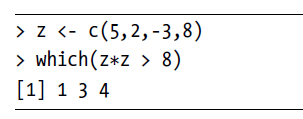 > z <- c(5,2,-3,8)
> which(z*z > 8)
[1] 1 3 4